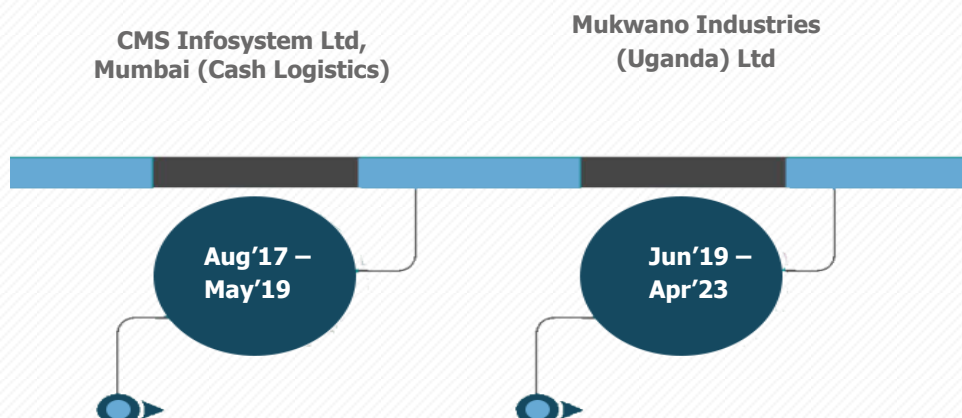 CMS Infosystem Ltd,
Mumbai (Cash Logistics)
Mukwano Industries
(Uganda) Ltd
Aug’17 –
May’19
Jun’19 –
Apr’23